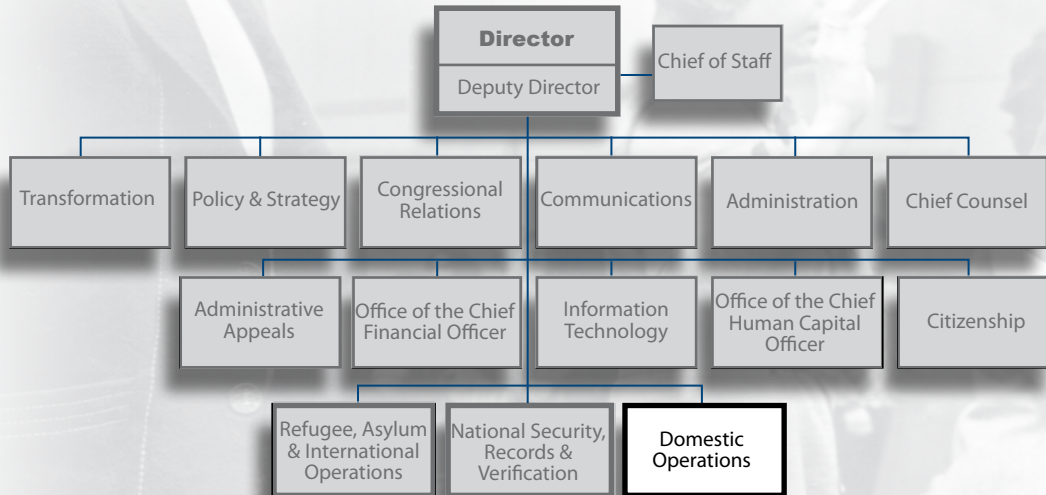 Director
Deputy Director
Chief of Staff
Transformation
Policy & Strategy
Congressional
Relations
Communications
Administration
Chief Counsel
Administrative
Appeals
Office of the Chief
Financial Officer
Information
Technology
Office of the Chief
Human Capital
Officer
Citizenship
Refugee, Asylum
& International
Operations
National Security,
Records &
Verification
Domestic
Operations